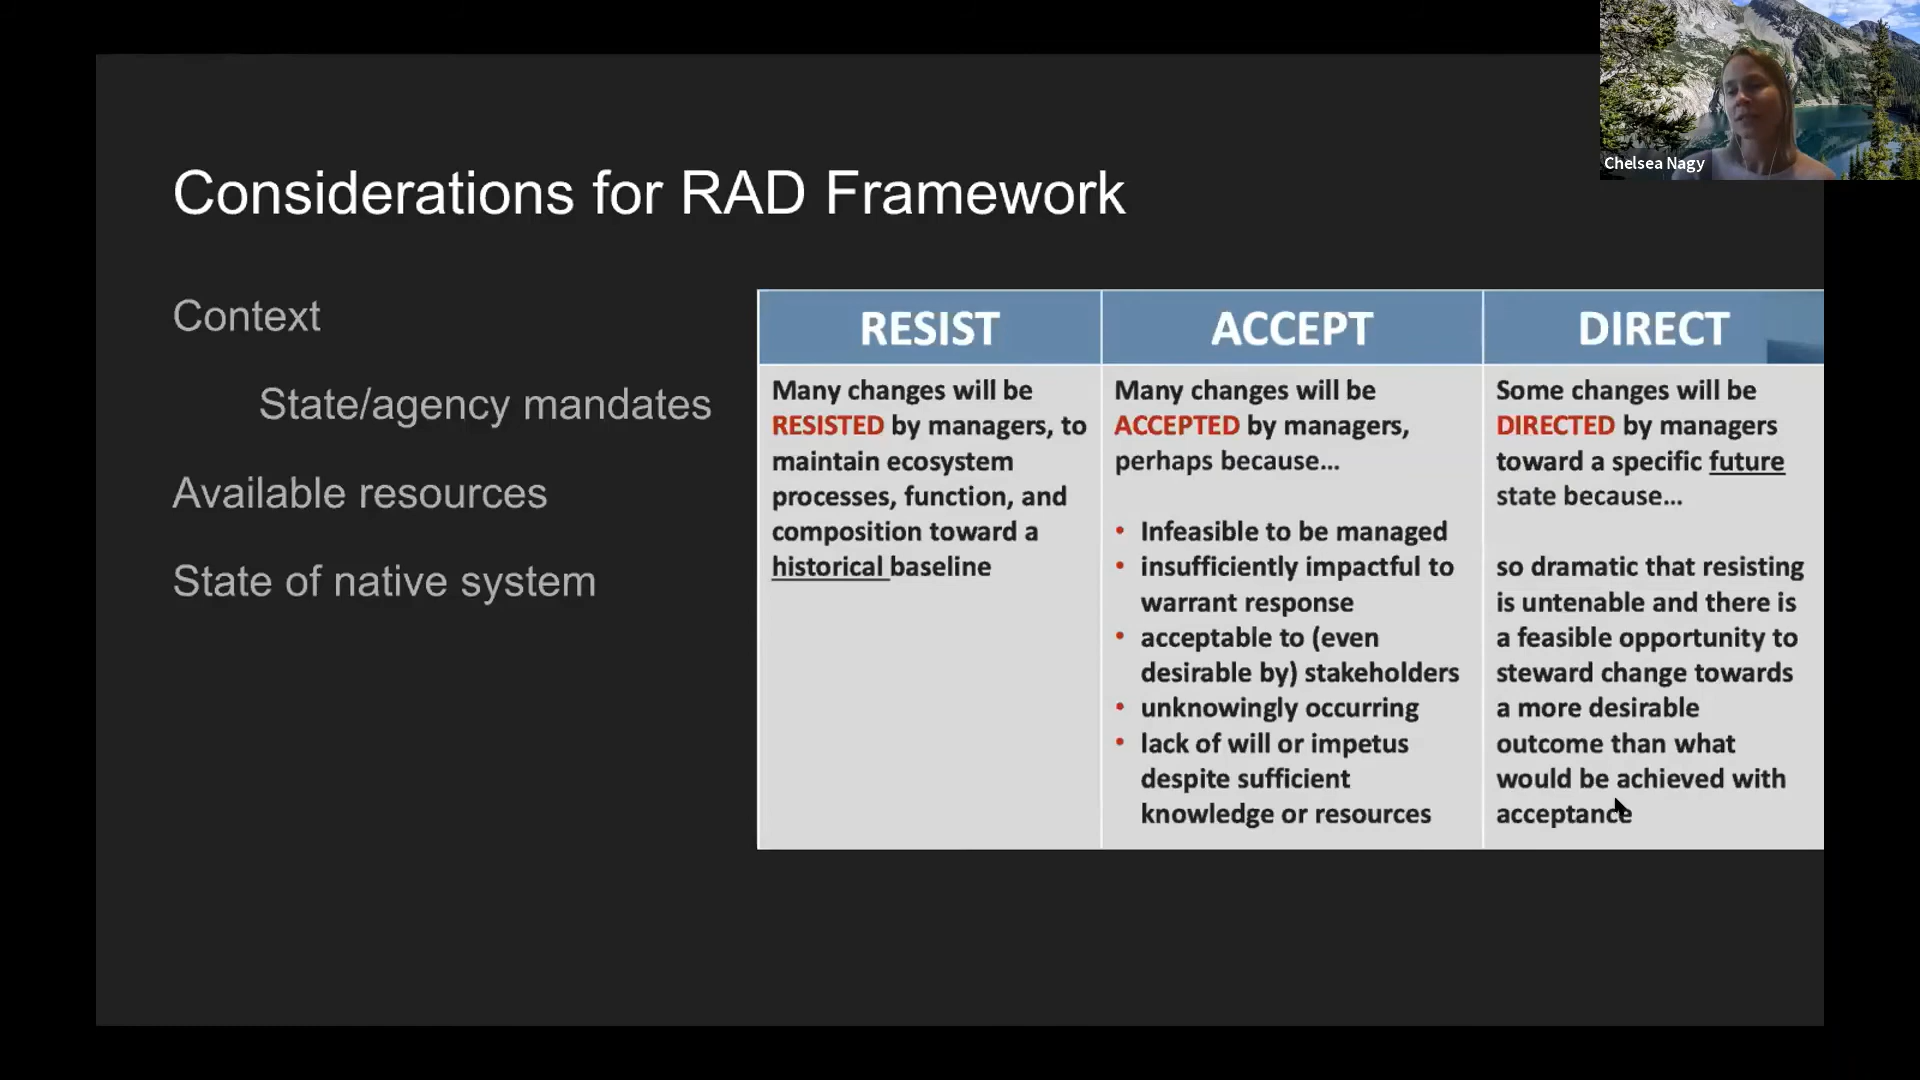 Chelsea Nagy
Considerations for RAD Framework
Context
State/agency mandates
Available resources
State of native system
RESIST
Many changes will be
RESISTED by managers, to
maintain ecosystem
processes, function, and
composition toward a
historical baseline
ACCEPT
Many changes will be
ACCEPTED by managers,
perhaps because...
• Infeasible to be managed
• insufficiently impactful to
warrant response
• acceptable to (even
desirable by) stakeholders
• unknowingly occurring
• lack of will or impetus
despite sufficient
knowledge or resources
DIRECT
Some changes will be
DIRECTED by managers
toward a specific future
state because...
so dramatic that resisting
is untenable and there is
a feasible opportunity to
steward change towards
a more desirable
outcome than what
would be achieved with
acceptance